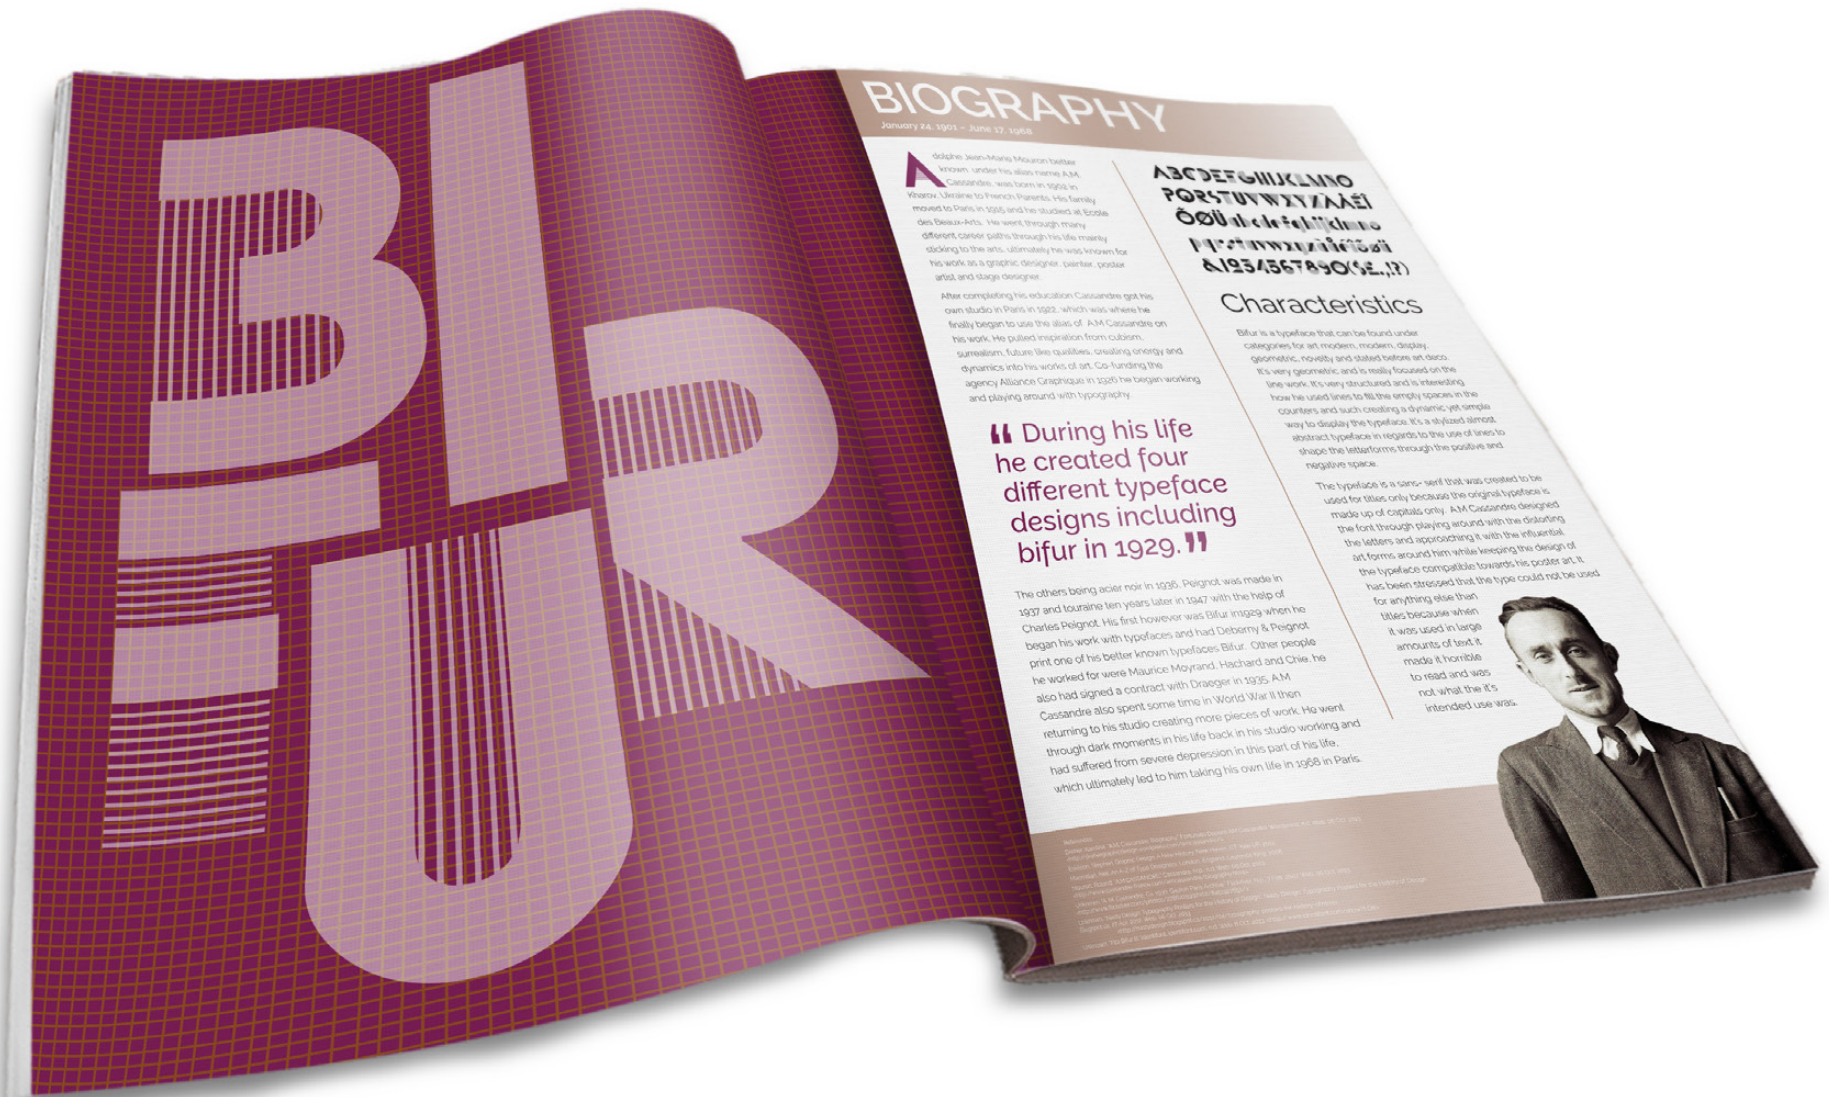 BIFUR
BIOGRAPHY
January 24, 1901 – June 17, 1968
Adolphe Jean-Marie Mouron better
known under his alias name A.M.
Cassandre, was born in 1902 in
Kharov, Ukraine to French Parents. His family
moved to Paris in 1915 and he studied at Ecole
des Beaux-Arts. He went through many
different career paths through his life mainly
sticking to the arts, ultimately he was known for
his work as a graphic designer, painter, poster
artist and stage designer.
After completing his education Cassandre got his
own studio in Paris in 1922, which was where he
finally began to use the alias of A.M Cassandre on
his work. He pulled inspiration from cubism,
surrealism, future like qualities, creating energy and
dynamics into his works of art. Co-funding the
agency Alliance Graphique in 1926 he began working
and playing around with typography.
“ During his life
he created four
different typeface
designs including
bifur in 1929. ”
The others being acier noir in 1936, Peignot was made in
1937 and touraine ten years later in 1947 with the help of
Charles Peignot. His first however was Bifur in1929 when he
began his work with typefaces and had Deberny & Peignot
print one of his better known typefaces Bifur. Other people
he worked for were Maurice Moyrand, Hachard and Chie, he
also had signed a contract with Draeger in 1935. A.M
Cassandre also spent some time in World War II then
returning to his studio creating more pieces of work. He went
through dark moments in his life back in his studio working and
had suffered from severe depression in this part of his life,
which ultimately led to him taking his own life in 1968 in Paris.
ABCDEFGHIJKLMNO
PQRSTUVWXYZÀÅÉÎ
ÕØÜabcdefghijklmno
pqrstuvwxyzàåéîõøü
&1234567890($£.,!?)
Characteristics
Bifur is a typeface that can be found under
categories for art modern, modern, display,
geometric, novelty and stated before art deco.
It's very geometric and is really focused on the
line work. It's very structured and is interesting
how he used lines to fill the empty spaces in the
counters and such creating a dynamic yet simple
way to display the typeface. It's a stylized almost
abstract typeface in regards to the use of lines to
shape the letterforms through the positive and
negative space.
The typeface is a sans- serif that was created to be
used for titles only because the original typeface is
made up of capitals only. A.M Cassandre designed
the font through playing around with the distorting
the letters and approaching it with the influential
art forms around him while keeping the design of
the typeface compatible towards his poster art. It
has been stressed that the type could not be used
for anything else than
titles because when
it was used in large
amounts of text it
made it horrible
to read and was
not what the it's
intended use was.